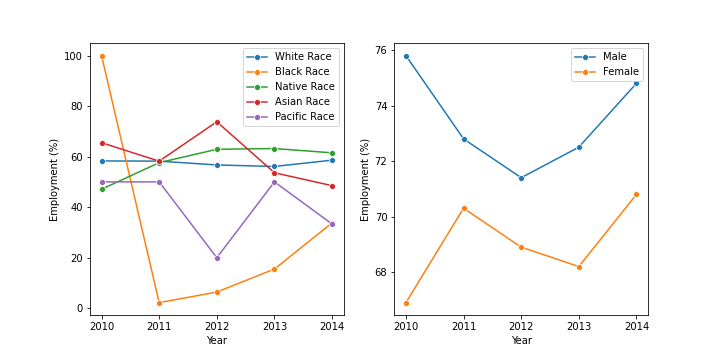 White Race
Black Race
Native Race
Asian Race
Pacific Race
100
80
60
40
20
0
Employment (%)
2010 2011 2012 2013 2014
Year
Male
Female
76
74
72
70
68
Employment (%)
2010 2011 2012 2013 2014
Year